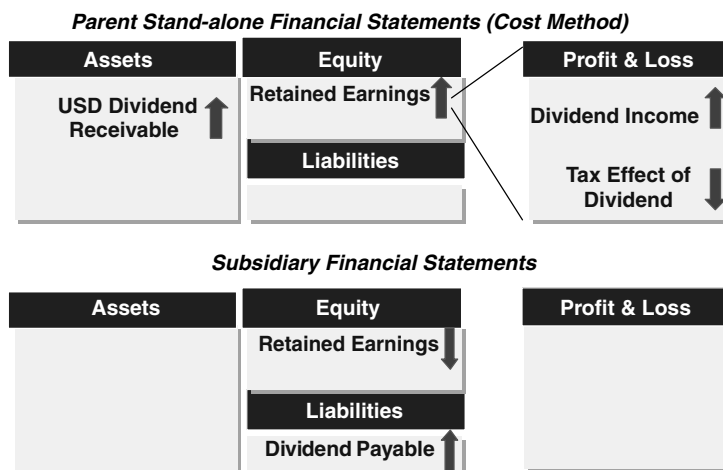 Parent Stand-alone Financial Statements (Cost Method)
Assets
Equity
Profit & Loss
USD Dividend
Receivable
Retained Earnings
Liabilities
Dividend Income
Tax Effect of
Dividend
Subsidiary Financial Statements
Assets
Equity
Profit & Loss
Retained Earnings
Liabilities
Dividend Payable